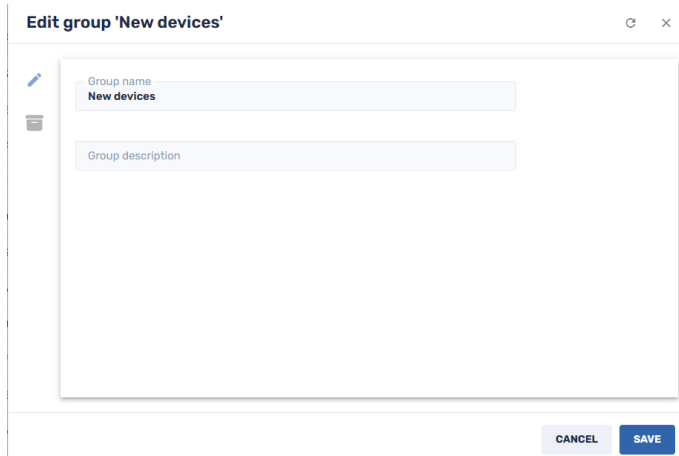 Edit group 'New devices'
Group name
New devices
Group description
CANCEL
SAVE